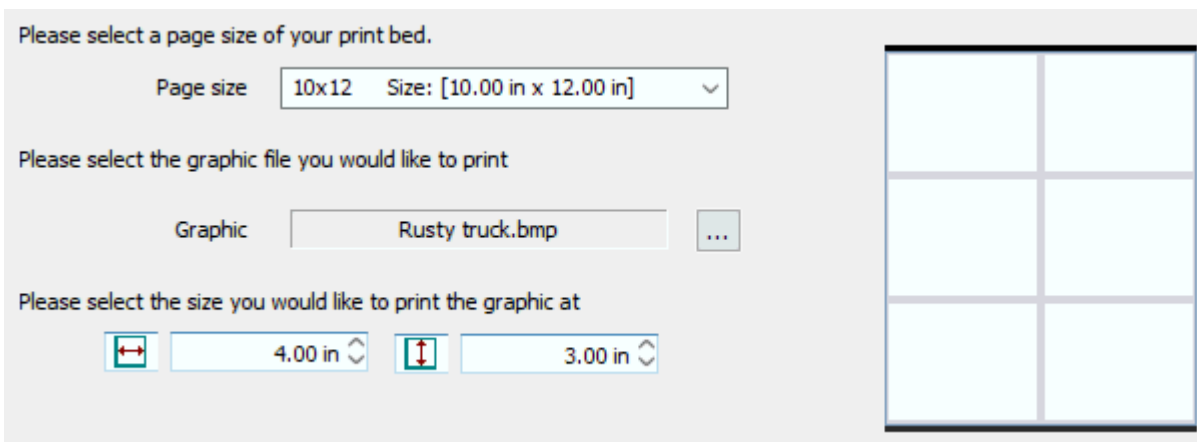 Please select a page size of your print bed.
Page size 10x12 Size: [10.00 in x 12.00 in]
Please select the graphic file you would like to print
Graphic Rusty truck.bmp ...
Please select the size you would like to print the graphic at
4.00 in 3.00 in